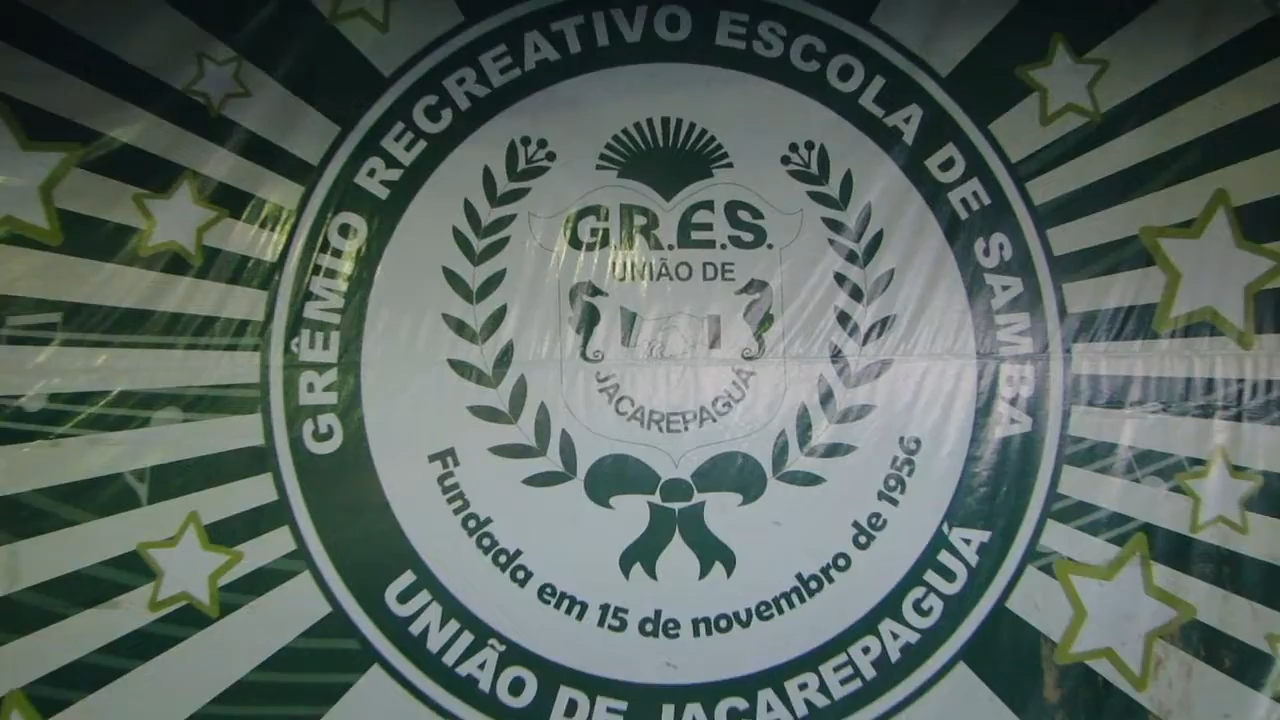 GRÊMIO RECREATIVO ESCOLA DE SAMBA
G.R.E.S.
UNIÃO DE
JACAREPAGUÁ
Fundada em 15 de novembro de 1956
UNIÃO DE JACAREPAGUÁ